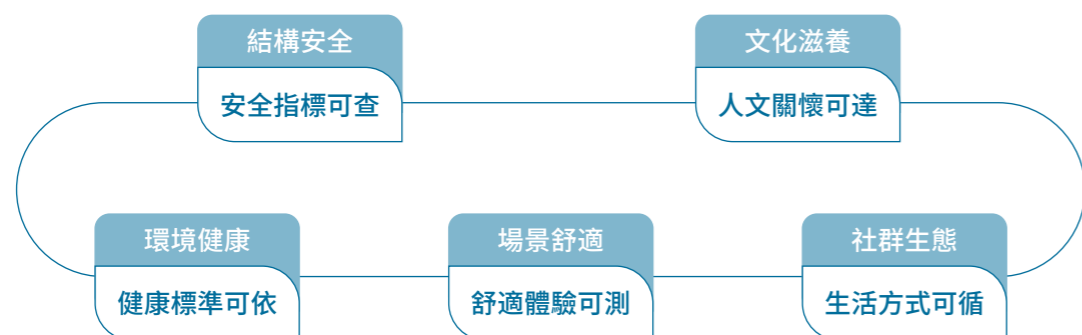 結構安全
安全指標可查
文化滋養
人文關懷可達
環境健康
健康標準可依
場景舒適
舒適體驗可測
社群生態
生活方式可循